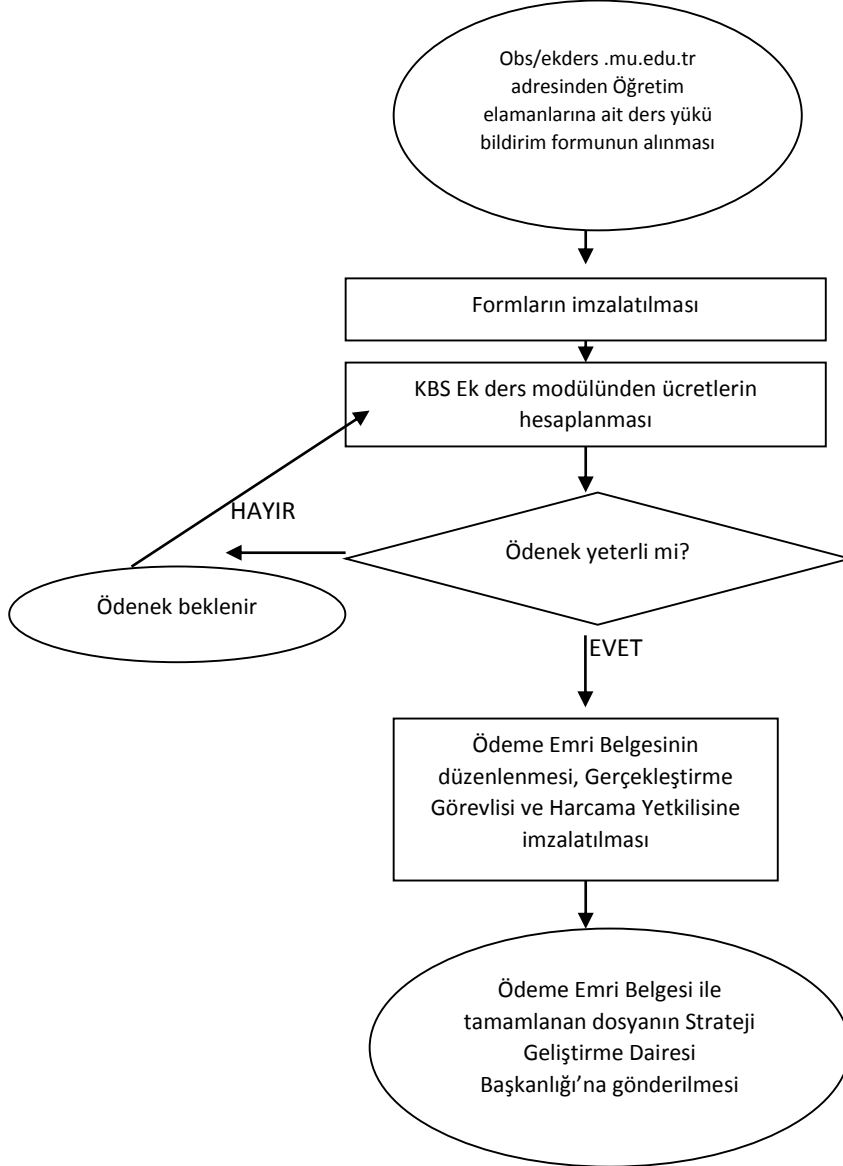 Obs/ekders .mu.edu.tr
adresinden Öğretim
elamanlarına ait ders yükü
bildirim formunun alınması
Formların imzalatılması
KBS Ek ders modülünden ücretlerin
hesaplanması
HAYIR
Ödenek yeterli mi?
Ödenek beklenir
EVET
Ödeme Emri Belgesinin
düzenlenmesi, Gerçekleştirme
Görevlisi ve Harcama Yetkilisine
imzalatılması
Ödeme Emri Belgesi ile
tamamlanan dosyanın Strateji
Geliştirme Dairesi
Başkanlığı’na gönderilmesi